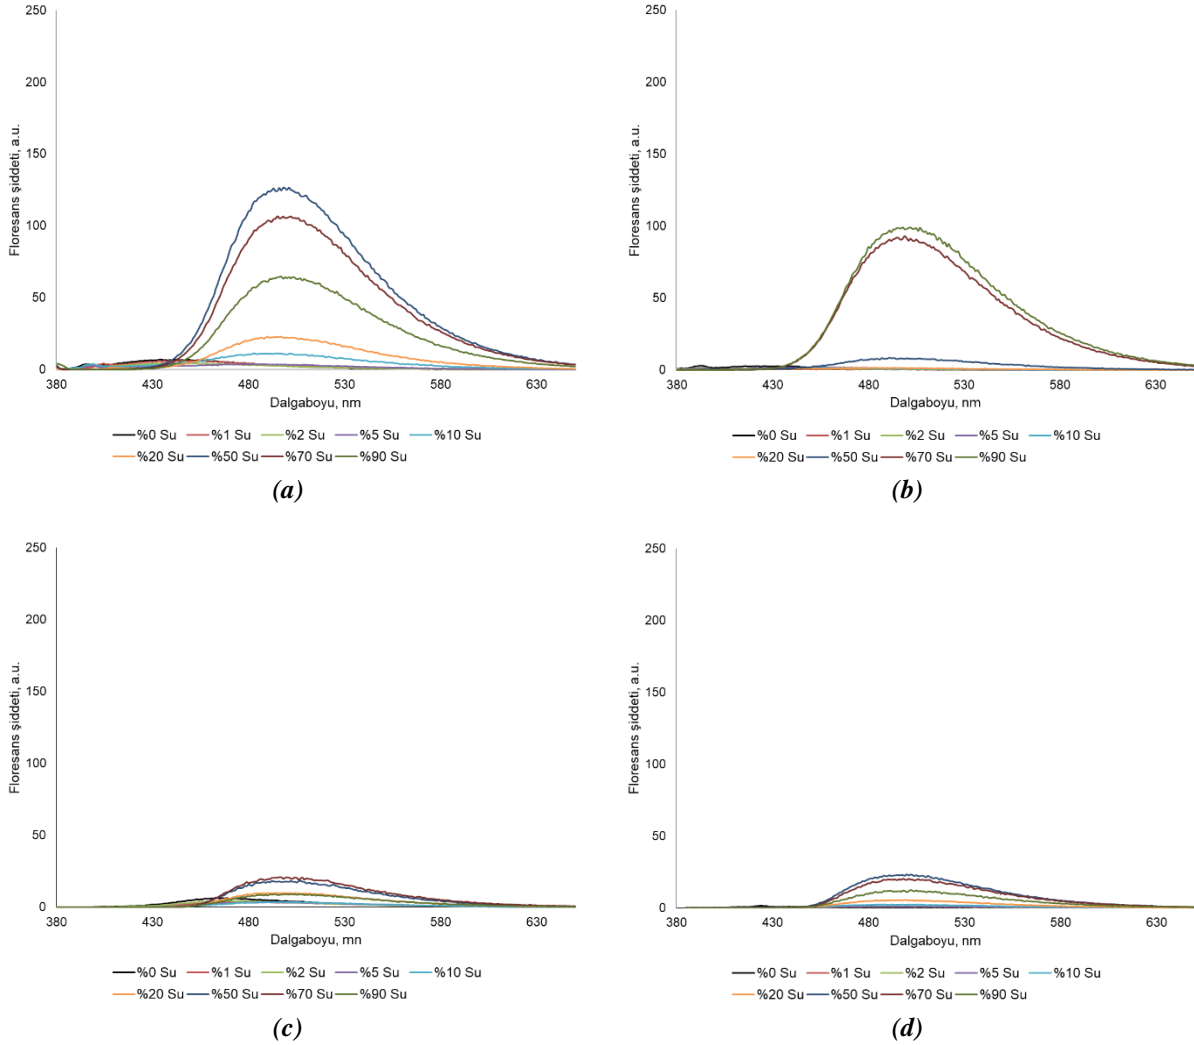 250
200
150
100
50
0
Floresans şiddeti, a.u.
380 430 480 530 580 630
Dalgaboyu, nm
%0 Su %1 Su %2 Su %5 Su %10 Su
%20 Su %50 Su %70 Su %90 Su
(a)
250
200
150
100
50
0
Floresans şiddeti, a.u.
380 430 480 530 580 630
Dalgaboyu, nm
%0 Su %1 Su %2 Su %5 Su %10 Su
%20 Su %50 Su %70 Su %90 Su
(b)
250
200
150
100
50
0
Floresans şiddeti, a.u.
380 430 480 530 580 630
Dalgaboyu, mn
%0 Su %1 Su %2 Su %5 Su %10 Su
%20 Su %50 Su %70 Su %90 Su
(c)
250
200
150
100
50
0
Floresans şiddeti, a.u.
380 430 480 530 580 630
Dalgaboyu, nm
%0 Su %1 Su %2 Su %5 Su %10 Su
%20 Su %50 Su %70 Su %90 Su
(d)